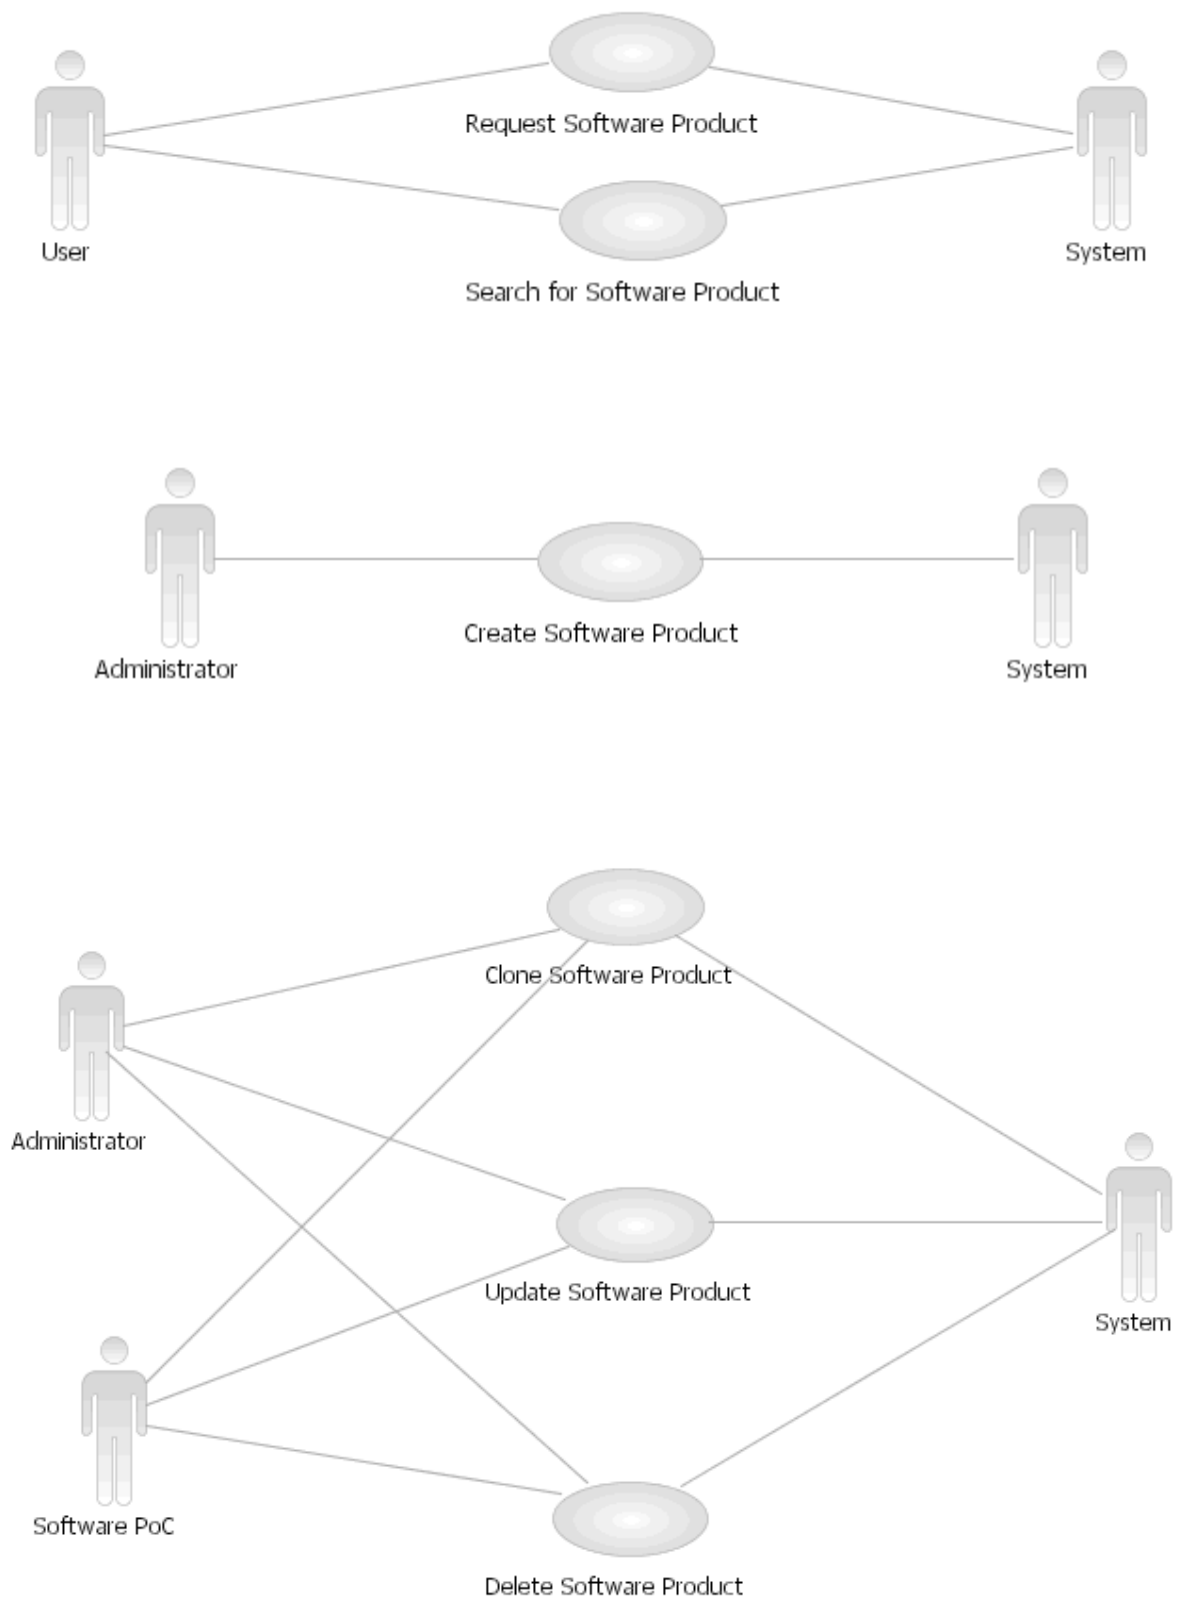 Request Software Product
User
System
Search for Software Product
Create Software Product
Administrator
System
Clone Software Product
Administrator
Update Software Product
System
Software PoC
Delete Software Product